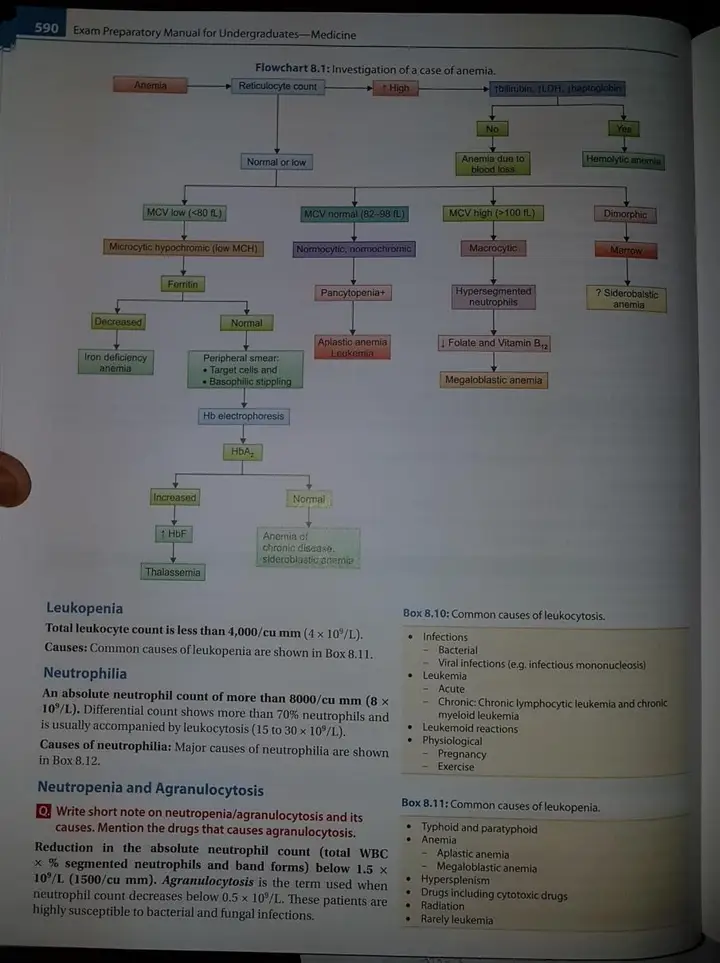 590 Exam Preparatory Manual for Undergraduates—Medicine
Flowchart 8.1: Investigation of a case of anemia.
Anemia
Reticulocyte count
↑ High
↑bilirubin, ↑LDH, ↓haptoglobin
No
Yes
Normal or low
Anemia due to
blood loss
Hemolytic anemia
MCV low (<80 fL)
MCV normal (82–98 fL)
MCV high (>100 fL)
Dimorphic
Microcytic hypochromic (low MCH)
Normocytic, normochromic
Macrocytic
Marrow
Ferritin
Pancytopenia+
Hypersegmented
neutrophils
? Siderobalstic
anemia
Decreased
Normal
Aplastic anemia
Leukemia
↓ Folate and Vitamin B₁₂
Iron deficiency
anemia
Peripheral smear:
• Target cells and
• Basophilic stippling
Megaloblastic anemia
Hb electrophoresis
HbA₂
Increased
Normal
↑ HbF
Anemia of
chronic disease,
sideroblastic anemia
Thalassemia
Leukopenia
Total leukocyte count is less than 4,000/cu mm (4 × 10⁹/L).
Causes: Common causes of leukopenia are shown in Box 8.11.
Neutrophilia
An absolute neutrophil count of more than 8000/cu mm (8 ×
10⁹/L). Differential count shows more than 70% neutrophils and
is usually accompanied by leukocytosis (15 to 30 × 10⁹/L).
Causes of neutrophilia: Major causes of neutrophilia are shown
in Box 8.12.
Neutropenia and Agranulocytosis
Q. Write short note on neutropenia/agranulocytosis and its
causes. Mention the drugs that causes agranulocytosis.
Reduction in the absolute neutrophil count (total WBC
× % segmented neutrophils and band forms) below 1.5 ×
10⁹/L (1500/cu mm). Agranulocytosis is the term used when
neutrophil count decreases below 0.5 × 10⁹/L. These patients are
highly susceptible to bacterial and fungal infections.
Box 8.10: Common causes of leukocytosis.
• Infections
– Bacterial
– Viral infections (e.g. infectious mononucleosis)
• Leukemia
– Acute
– Chronic: Chronic lymphocytic leukemia and chronic
myeloid leukemia
• Leukemoid reactions
• Physiological
– Pregnancy
– Exercise
Box 8.11: Common causes of leukopenia.
• Typhoid and paratyphoid
• Anemia
– Aplastic anemia
– Megaloblastic anemia
• Hypersplenism
• Drugs including cytotoxic drugs
• Radiation
• Rarely leukemia